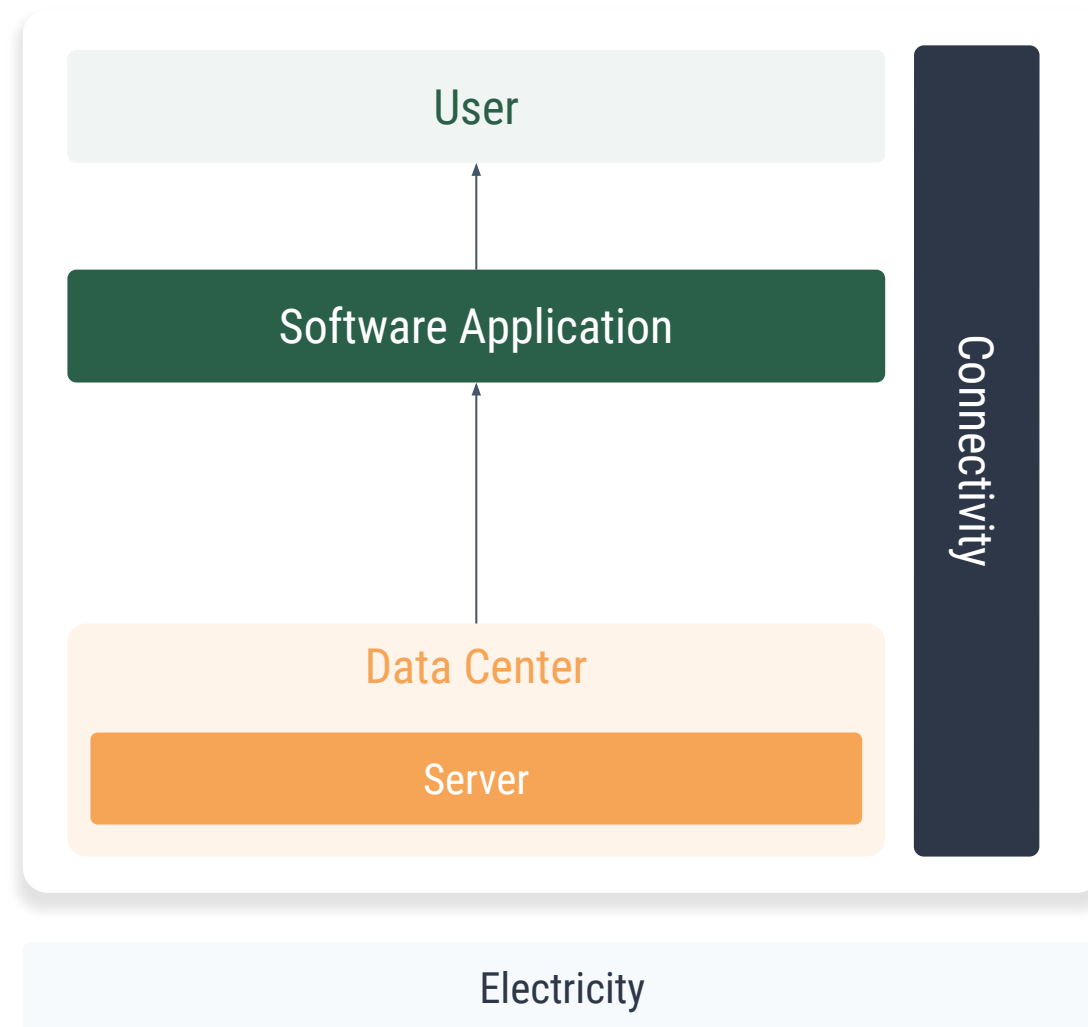 User
Software Application
Connectivity
Data Center
Server
Electricity